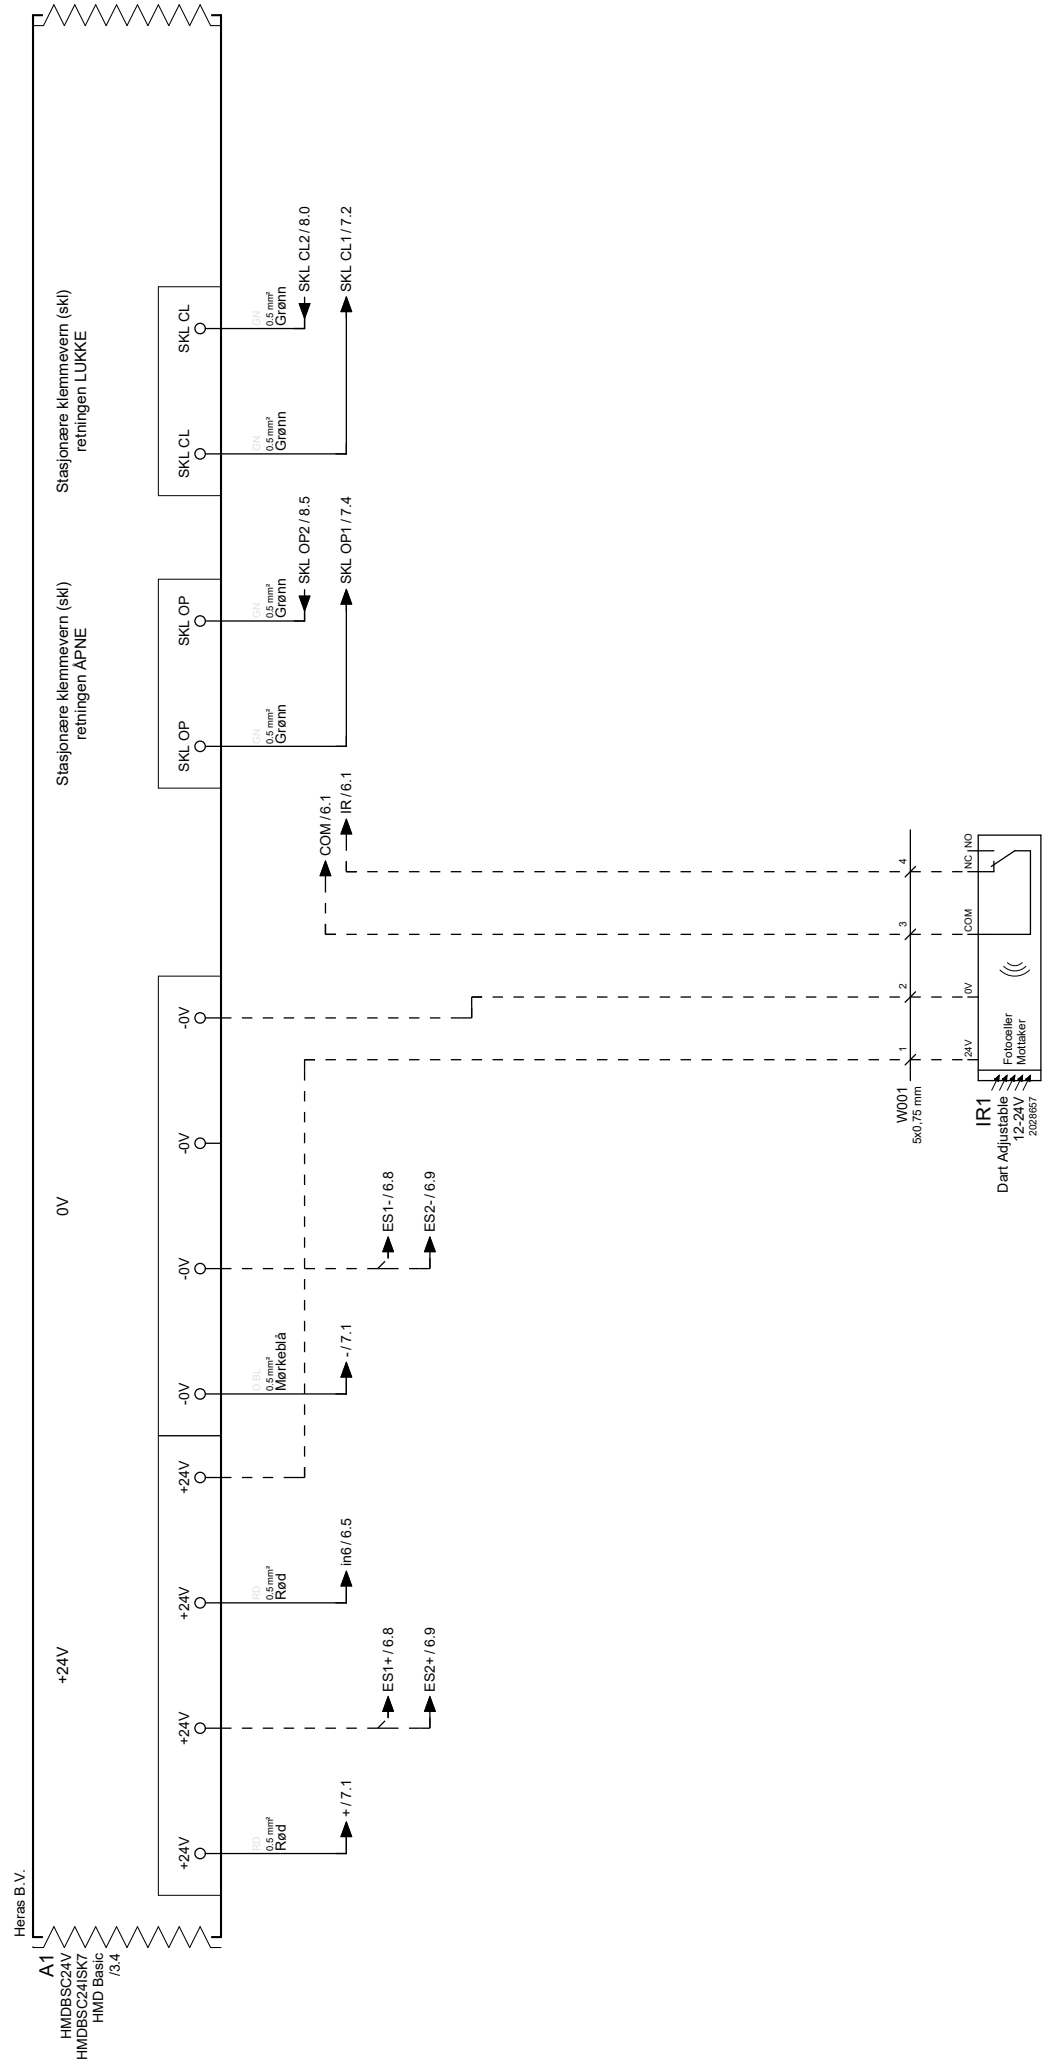 Heras B.V.
A1
HMDBSC24V
HMDBSC24ISK7
HMD Basic
/3.4
+24V
0V
Stasjonære klemmevern (skl)
retningen ÅPNE
Stasjonære klemmevern (skl)
retningen LUKKE
+24V
+24V
+24V
+24V
-0V
-0V
-0V
-0V
SKL OP
SKL OP
SKL CL
SKL CL
RD
0.5 mm²
Rød
RD
0.5 mm²
Rød
D.BL
0.5 mm²
Mørkeblå
GN
0.5 mm²
Grønn
GN
0.5 mm²
Grønn
GN
0.5 mm²
Grønn
GN
0.5 mm²
Grønn
+ / 7.1
ES1+ / 6.8
ES2+ / 6.9
in6 / 6.5
- / 7.1
ES1- / 6.8
ES2- / 6.9
COM / 6.1
IR / 6.1
SKL OP2 / 8.5
SKL OP1 / 7.4
SKL CL2 / 8.0
SKL CL1 / 7.2
W001
5x0,75 mm
1
2
3
4
IR1
Dart Adjustable
12-24V
2028657
24V
0V
COM
NC
NO
Fotoceller
Mottaker